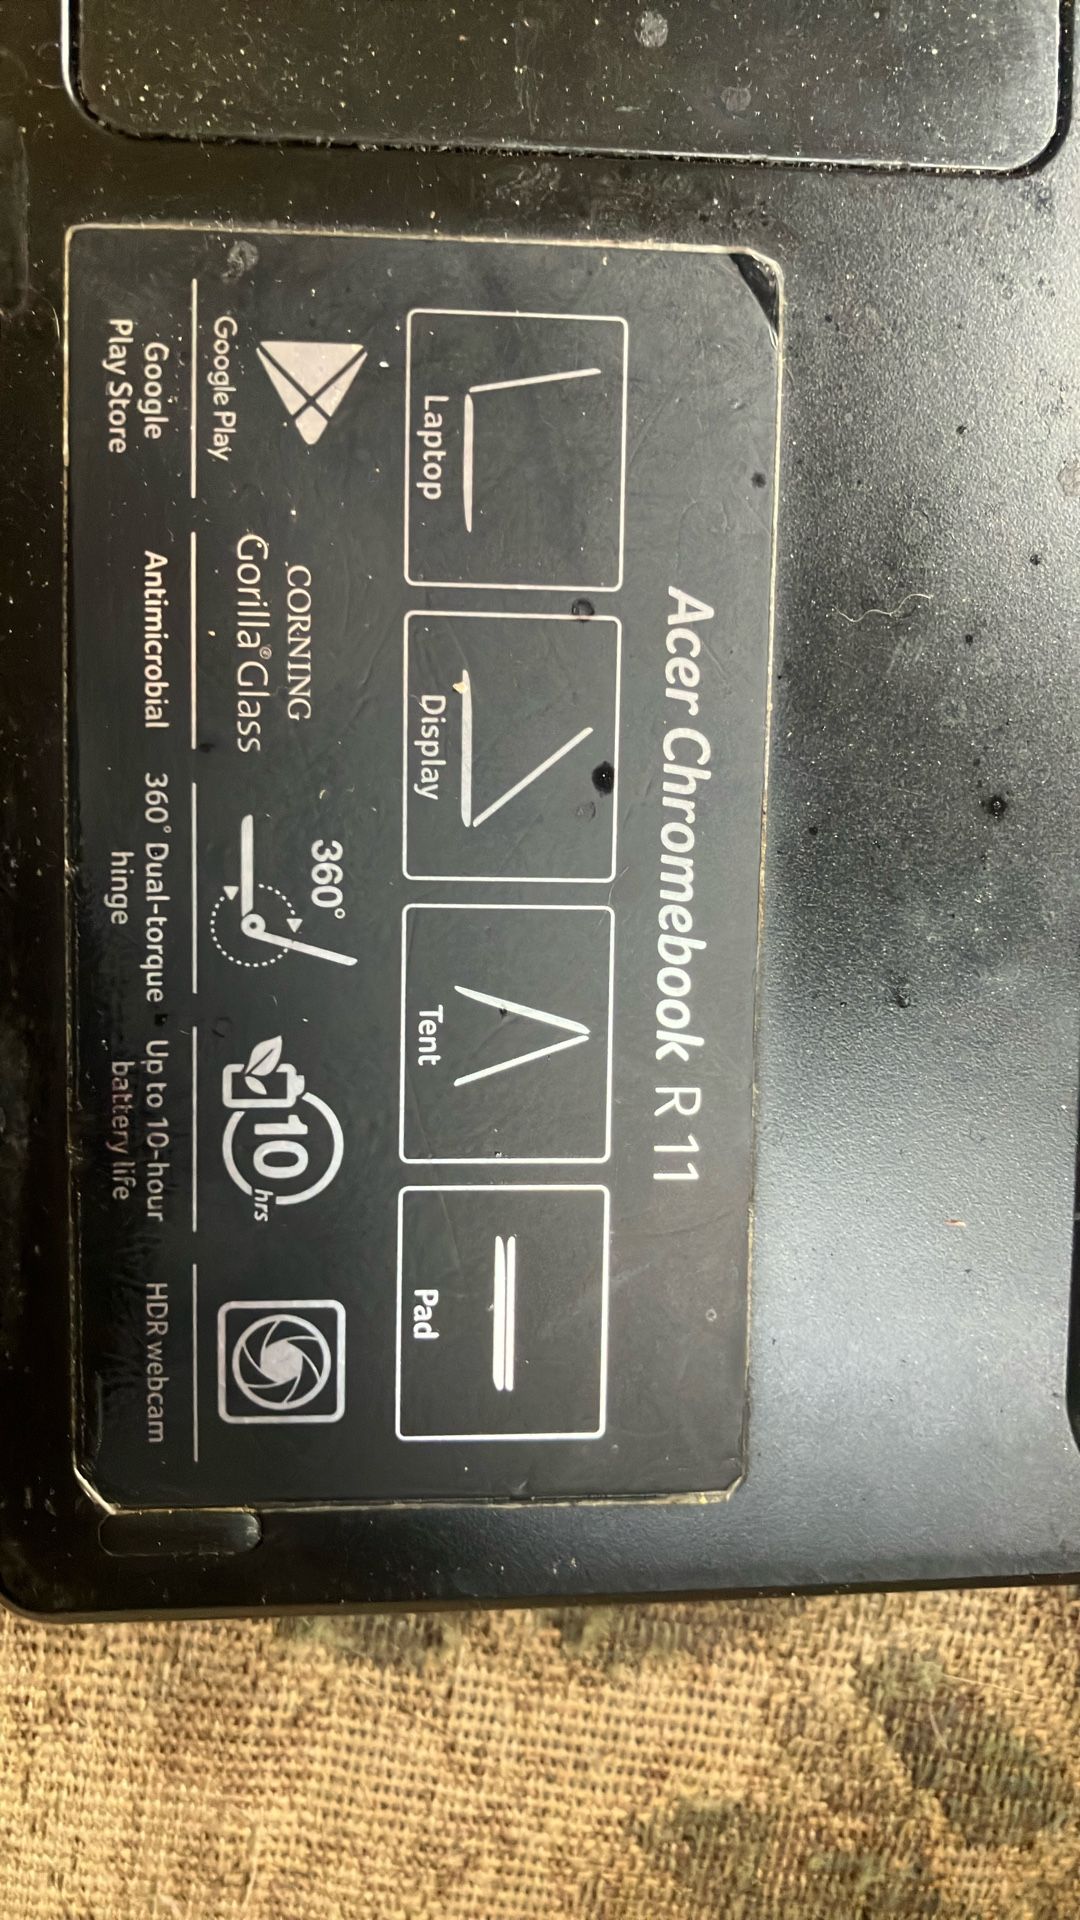 Acer Chromebook R 11
Laptop
Display
Tent
Pad
Google Play
CORNING
Gorilla® Glass
360°
10
hrs
Google
Play Store
Antimicrobial
360° Dual-torque
hinge
Up to 10-hour
battery life
HDR webcam